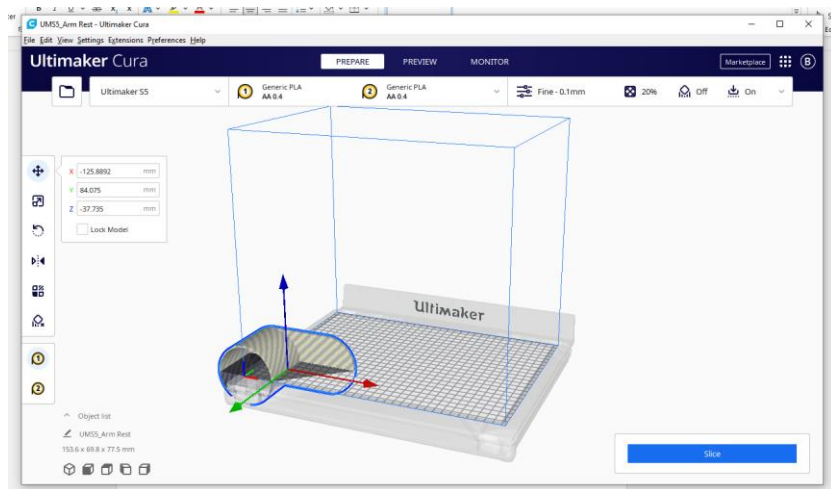 UMS5_Arm Rest - Ultimaker Cura
File Edit View Settings Extensions Preferences Help
Ultimaker Cura
PREPARE
PREVIEW
MONITOR
Marketplace
B
Ultimaker S5
1
Generic PLA
AA 0.4
2
Generic PLA
AA 0.4
Fine - 0.1mm
20%
Off
On
X -125.8892 mm
Y 84.075 mm
Z -37.735 mm
Lock Model
Ultimaker
1
2
Object list
UMS5_Arm Rest
153.6 x 69.8 x 77.5 mm
Slice